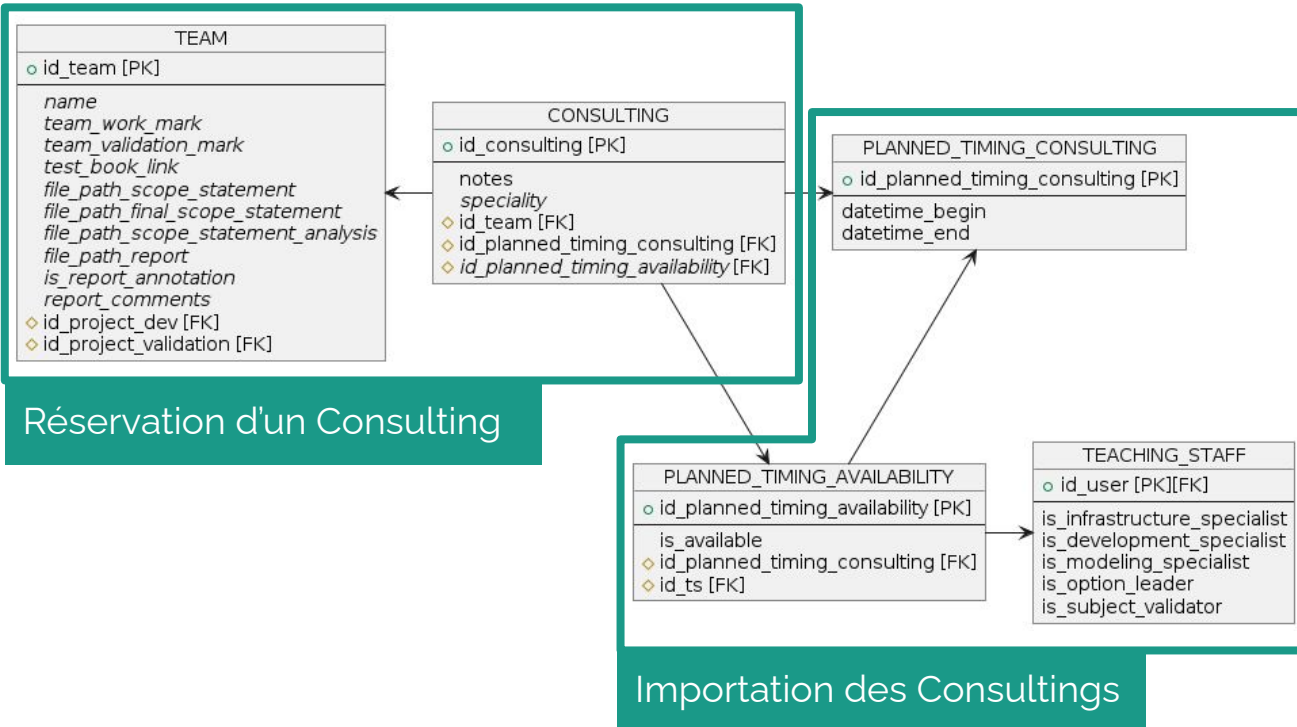 TEAM
id_team [PK]
name
team_work_mark
team_validation_mark
test_book_link
file_path_scope_statement
file_path_final_scope_statement
file_path_scope_statement_analysis
file_path_report
is_report_annotation
report_comments
id_project_dev [FK]
id_project_validation [FK]
CONSULTING
id_consulting [PK]
notes
speciality
id_team [FK]
id_planned_timing_consulting [FK]
id_planned_timing_availability [FK]
PLANNED_TIMING_CONSULTING
id_planned_timing_consulting [PK]
datetime_begin
datetime_end
Réservation d'un Consulting
PLANNED_TIMING_AVAILABILITY
id_planned_timing_availability [PK]
is_available
id_planned_timing_consulting [FK]
id_ts [FK]
TEACHING_STAFF
id_user [PK][FK]
is_infrastructure_specialist
is_development_specialist
is_modeling_specialist
is_option_leader
is_subject_validator
Importation des Consultings